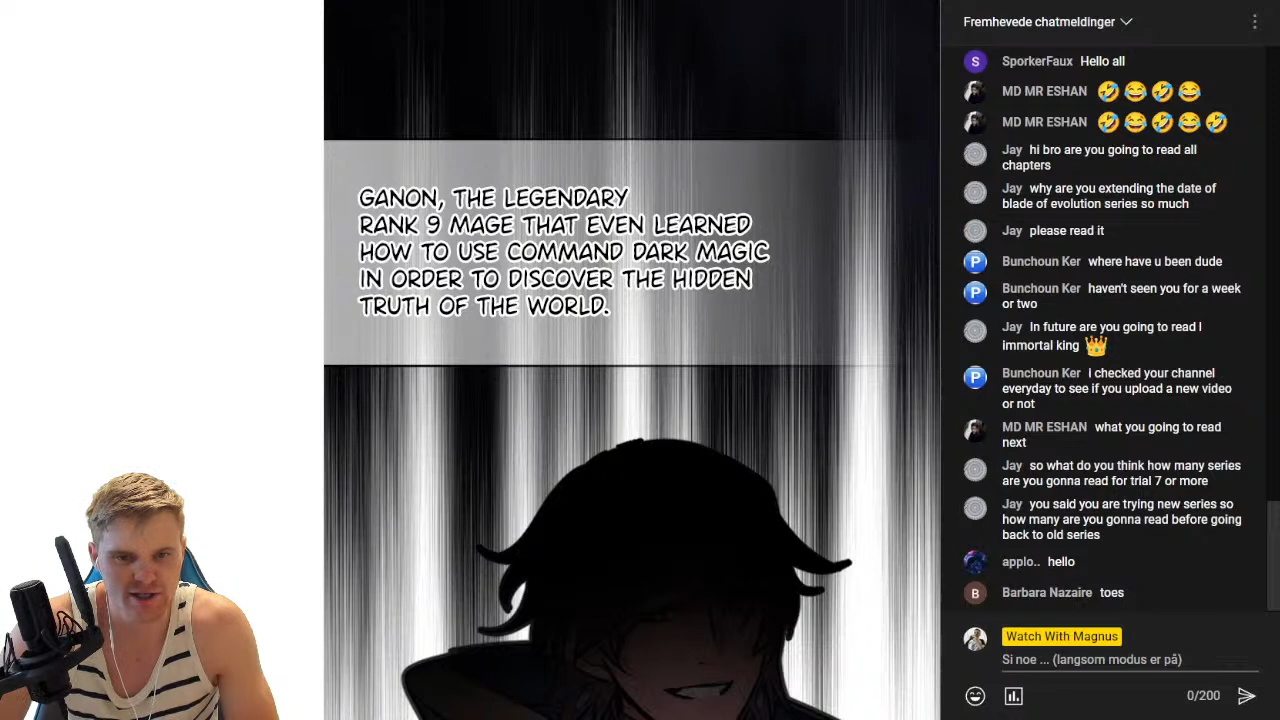 GANON, THE LEGENDARY
RANK 9 MAGE THAT EVEN LEARNED
HOW TO USE COMMAND DARK MAGIC
IN ORDER TO DISCOVER THE HIDDEN
TRUTH OF THE WORLD.
Fremhevede chatmeldinger
S SporkerFaux Hello all
MD MR ESHAN 🤣😂🤣😂
MD MR ESHAN 🤣😂🤣😂🤣
Jay hi bro are you going to read all
chapters
Jay why are you extending the date of
blade of evolution series so much
Jay please read it
P Bunchoun Ker where have u been dude
P Bunchoun Ker haven't seen you for a week
or two
Jay In future are you going to read I
immortal king 👑
P Bunchoun Ker I checked your channel
everyday to see if you upload a new video
or not
MD MR ESHAN what you going to read
next
Jay so what do you think how many series
are you gonna read for trial 7 or more
Jay you said you are trying new series so
how many are you gonna read before going
back to old series
applo.. hello
B Barbara Nazaire toes
Watch With Magnus
Si noe ... (langsom modus er på)
0/200